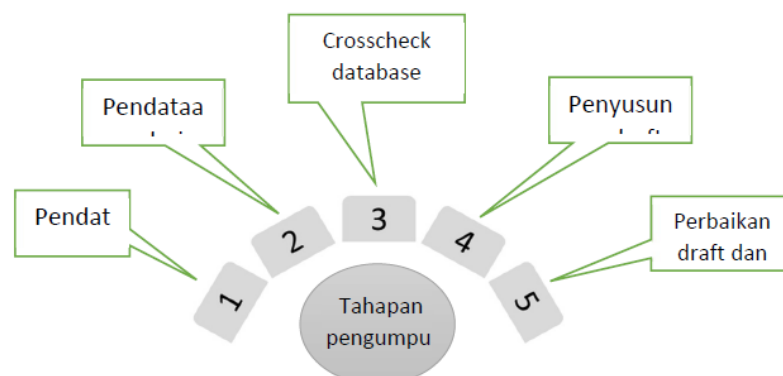 Crosscheck
database
Pendataa
Penyusun
Pendat
Perbaikan
draft dan
1
2
3
4
5
Tahapan
pengumpu